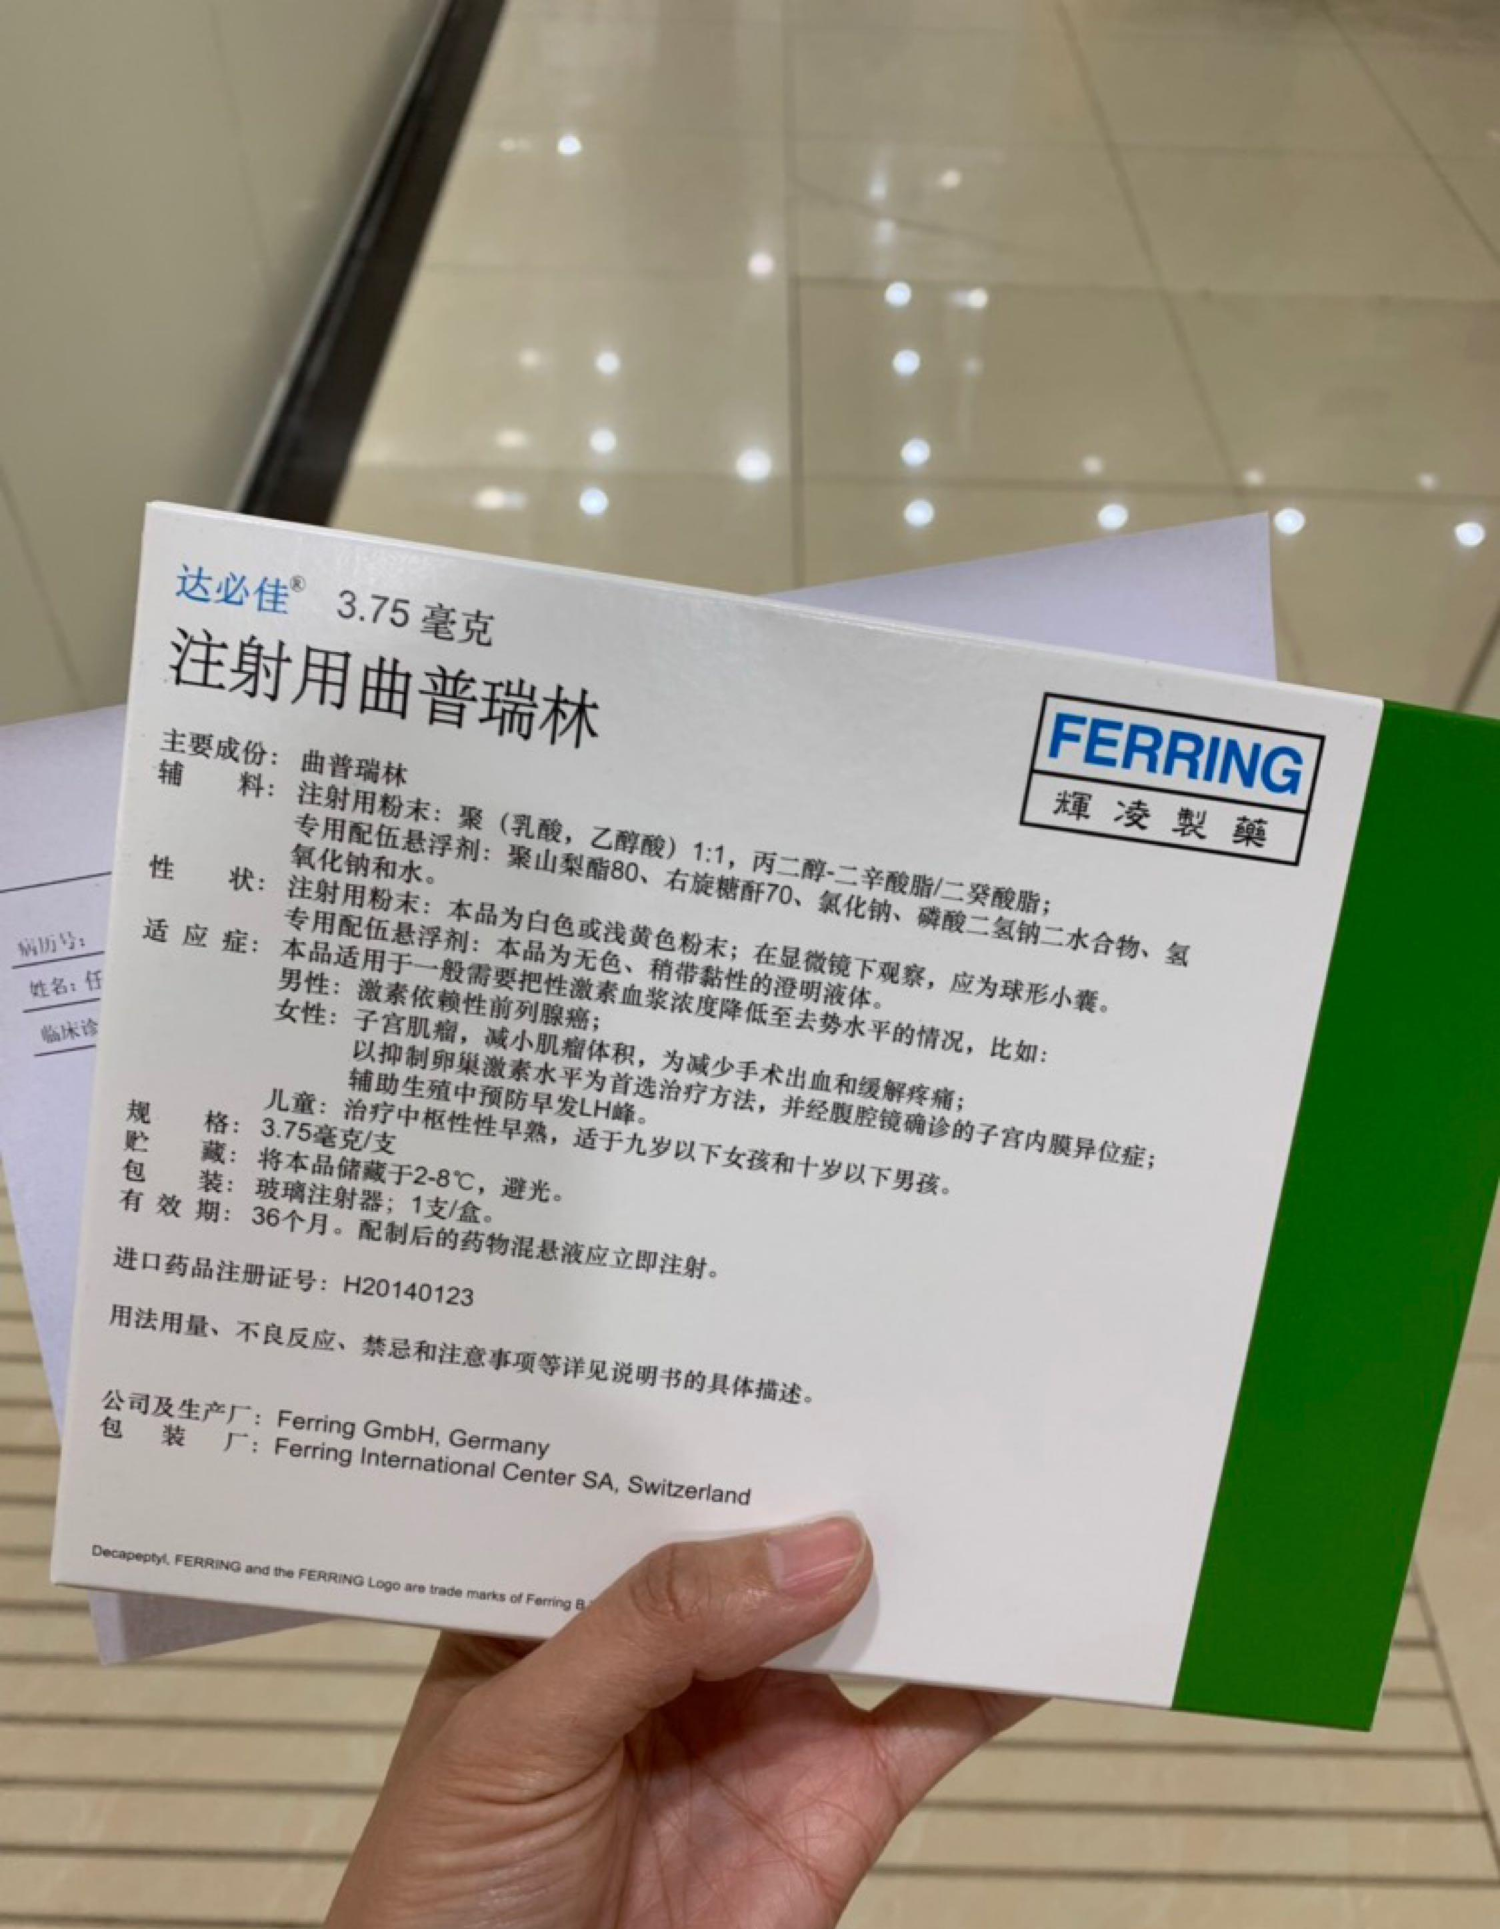 达必佳® 3.75 毫克
注射用曲普瑞林
FERRING
輝凌製藥
主要成份：曲普瑞林
辅料：注射用粉末：聚（乳酸，乙醇酸）1:1，丙二醇-二辛酸脂/二癸酸脂；
专用配伍悬浮剂：聚山梨酯80、右旋糖酐70、氯化钠、磷酸二氢钠二水合物、氢
氧化钠和水。
性状：注射用粉末：本品为白色或浅黄色粉末；在显微镜下观察，应为球形小囊。
专用配伍悬浮剂：本品为无色、稍带黏性的澄明液体。
适应症：本品适用于一般需要把性激素血浆浓度降低至去势水平的情况，比如：
男性：激素依赖性前列腺癌；
女性：子宫肌瘤，减小肌瘤体积，为减少手术出血和缓解疼痛；
以抑制卵巢激素水平为首选治疗方法，并经腹腔镜确诊的子宫内膜异位症；
辅助生殖中预防早发LH峰。
儿童：治疗中枢性性早熟，适于九岁以下女孩和十岁以下男孩。
规格：3.75毫克/支
贮藏：将本品储藏于2-8℃，避光。
包装：玻璃注射器；1支/盒。
有效期：36个月。配制后的药物混悬液应立即注射。
进口药品注册证号：H20140123
用法用量、不良反应、禁忌和注意事项等详见说明书的具体描述。
公司及生产厂：Ferring GmbH, Germany
包装厂：Ferring International Center SA, Switzerland
Decapeptyl, FERRING and the FERRING Logo are trade marks of Ferring B.
病历号：
姓名：任
临床诊